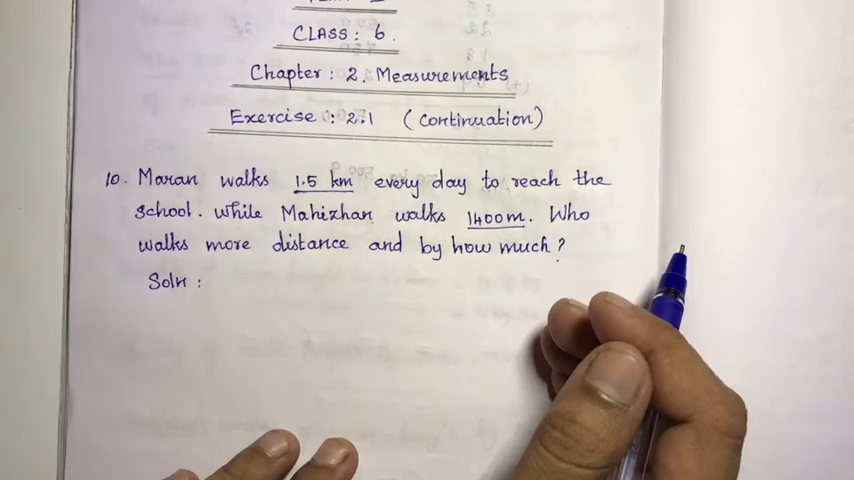 CLASS : 6.
Chapter : 2. Measurements
Exercise : 2.1 (Continuation)
10. Maran walks 1.5 km every day to reach the
school. while Mahizhan walks 1400m. Who
walks more distance and by how much?
Soln :